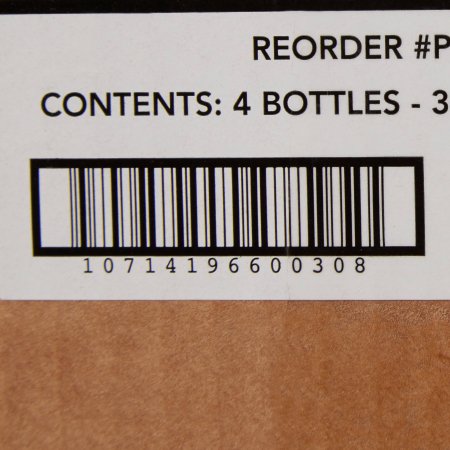 REORDER #P
CONTENTS: 4 BOTTLES - 3
10714196600308